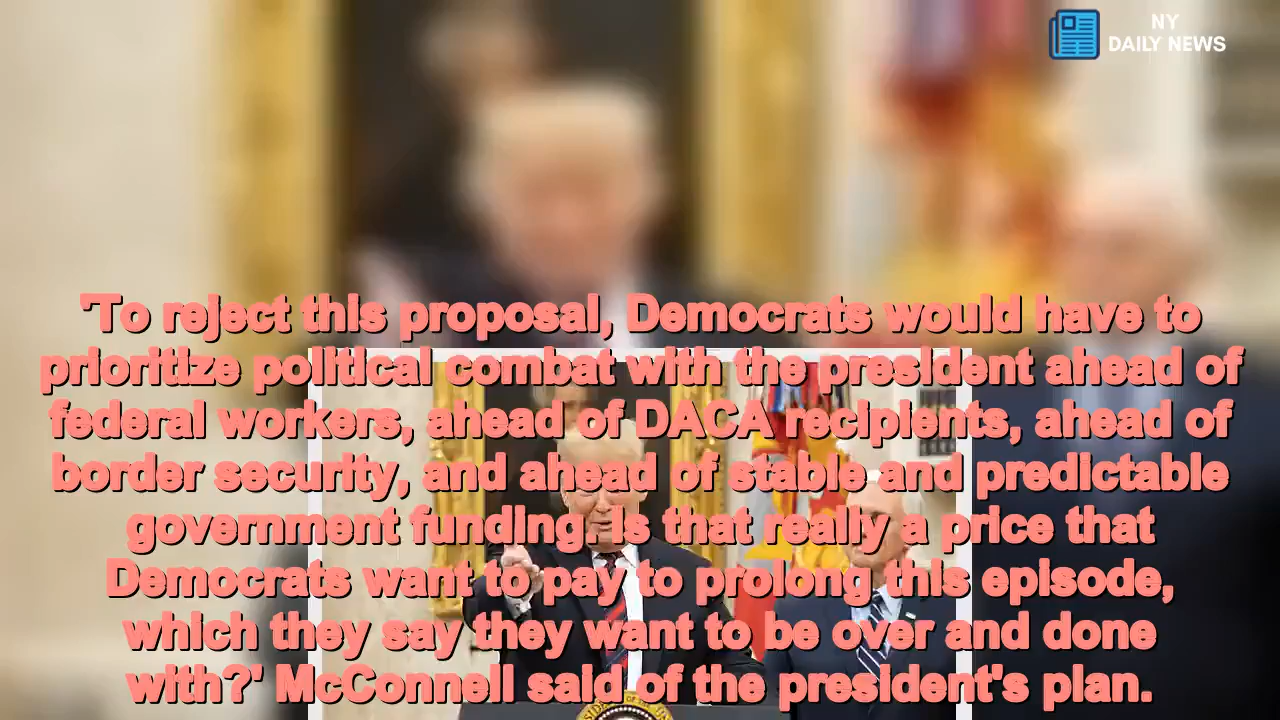 NY
DAILY NEWS
'To reject this proposal, Democrats would have to
prioritize political combat with the president ahead of
federal workers, ahead of DACA recipients, ahead of
border security, and ahead of stable and predictable
government funding. Is that really a price that
Democrats want to pay to prolong this episode,
which they say they want to be over and done
with?' McConnell said of the president's plan.